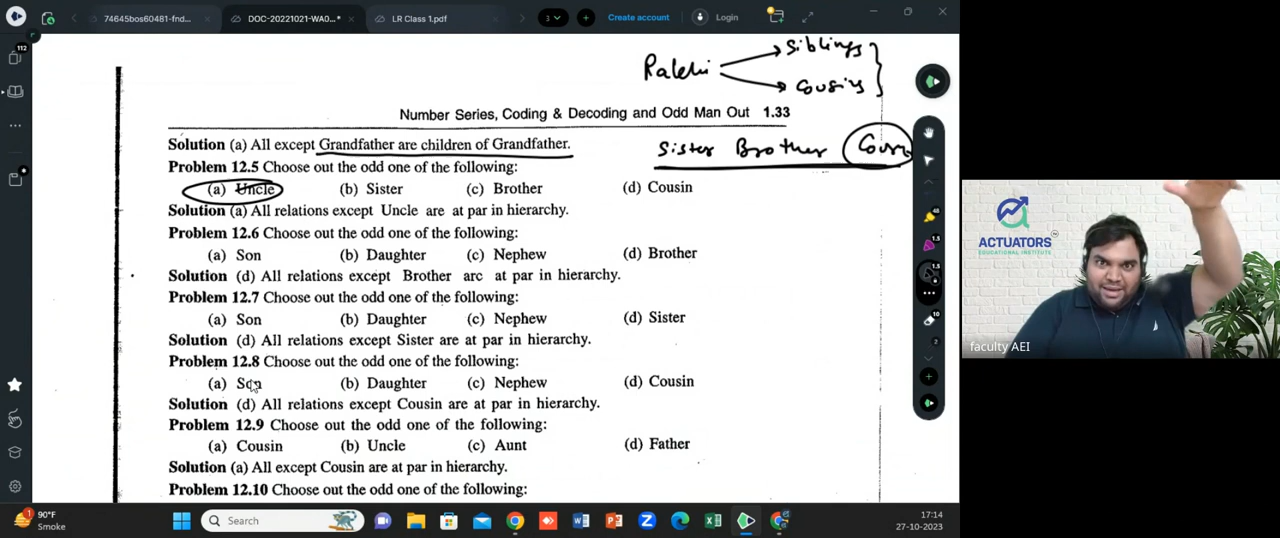 74645bos60481-fnd...
DOC-20221021-WA0...*
LR Class 1.pdf
3
Create account
Login
112
Rakhi
Siblings
Cousins
Number Series, Coding & Decoding and Odd Man Out 1.33
Solution (a) All except Grandfather are children of Grandfather.
Sister Brother
Problem 12.5 Choose out the odd one of the following:
(a) Uncle (b) Sister (c) Brother (d) Cousin
Solution (a) All relations except Uncle are at par in hierarchy.
Problem 12.6 Choose out the odd one of the following:
(a) Son (b) Daughter (c) Nephew (d) Brother
Solution (d) All relations except Brother arc at par in hierarchy.
Problem 12.7 Choose out the odd one of the following:
(a) Son (b) Daughter (c) Nephew (d) Sister
Solution (d) All relations except Sister are at par in hierarchy.
Problem 12.8 Choose out the odd one of the following:
(a) Son (b) Daughter (c) Nephew (d) Cousin
Solution (d) All relations except Cousin are at par in hierarchy.
Problem 12.9 Choose out the odd one of the following:
(a) Cousin (b) Uncle (c) Aunt (d) Father
Solution (a) All except Cousin are at par in hierarchy.
Problem 12.10 Choose out the odd one of the following:
ACTUATORS
EDUCATIONAL INSTITUTE
faculty AEI
1
90°F
Smoke
Search
17:14
27-10-2023